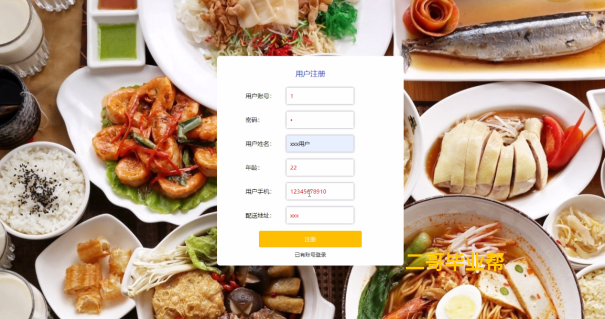 用户注册
用户账号： 1
密码： •
用户姓名： xxx用户
年龄： 22
用户手机： 12345678910
配送地址： xxx
注册
已有账号登录
二哥毕业帮